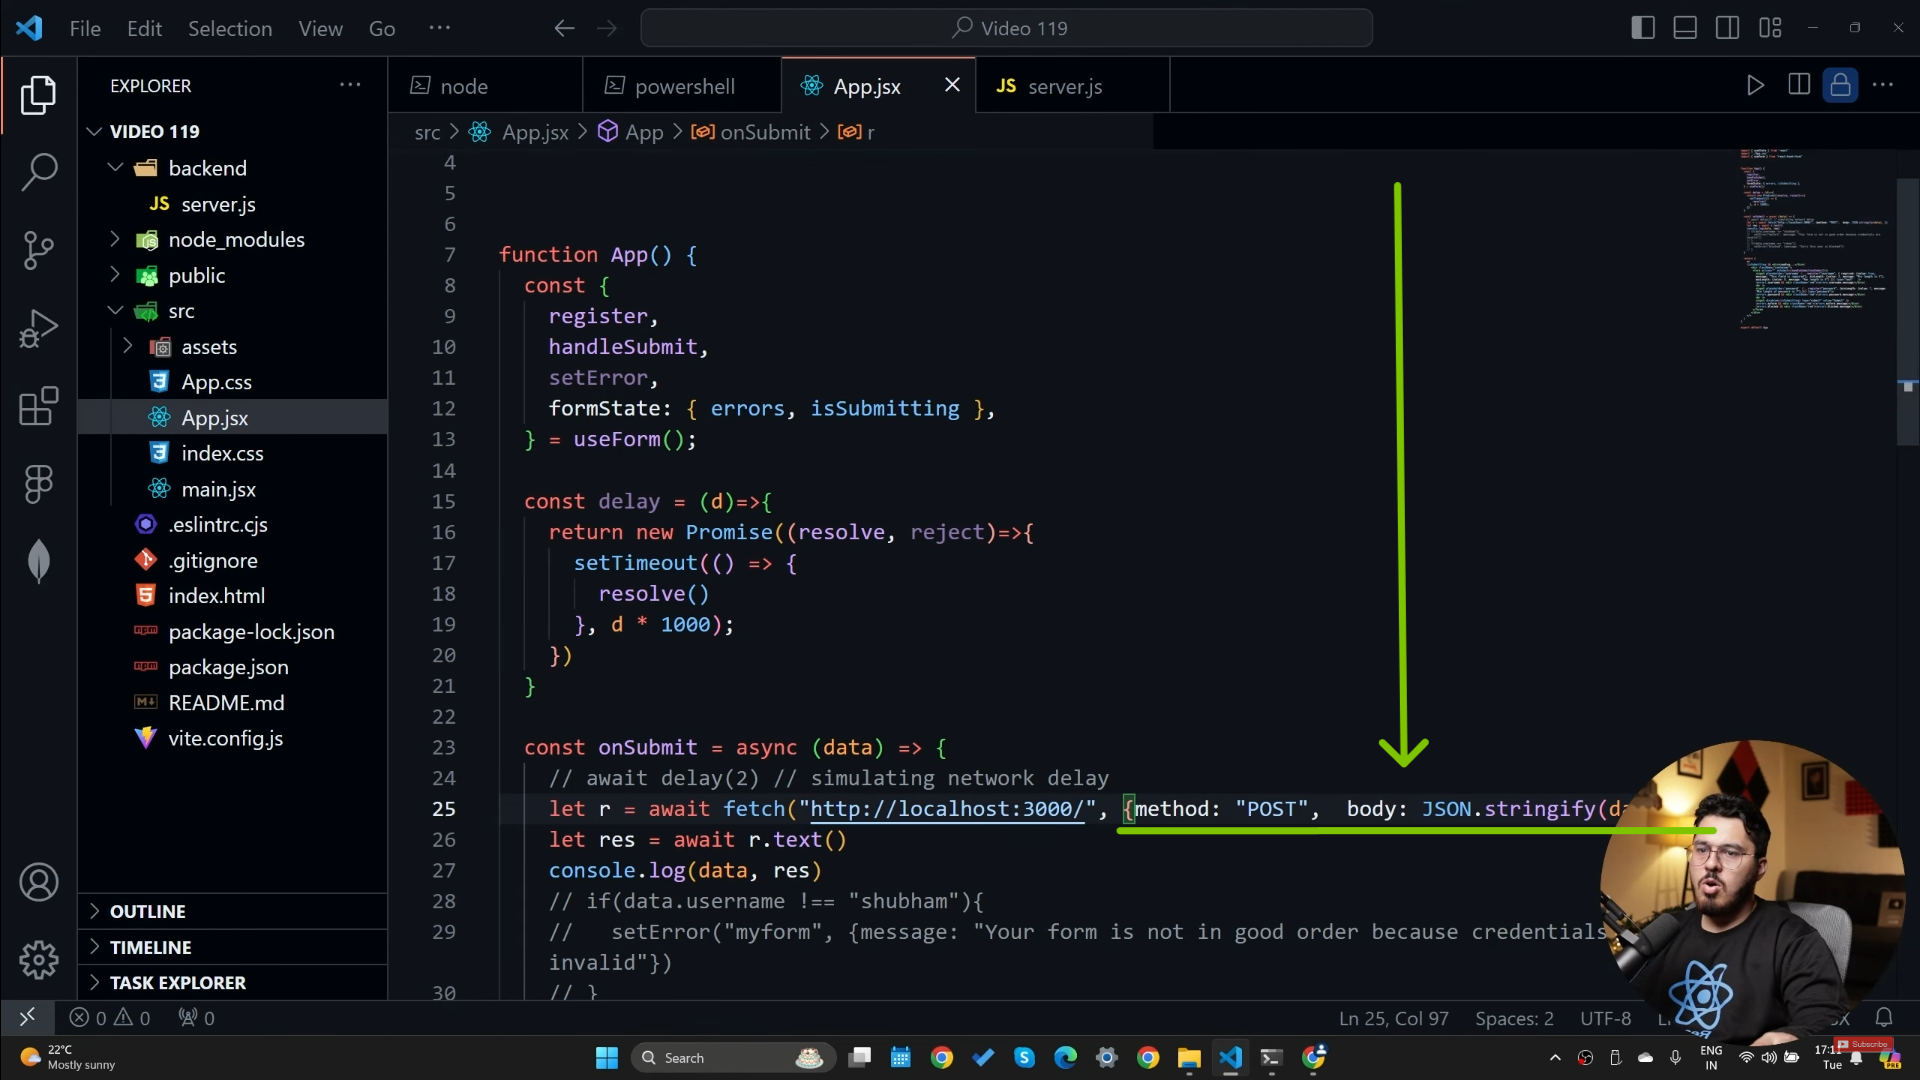 File Edit Selection View Go ··· Video 119
EXPLORER ···
VIDEO 119
backend
JS server.js
node_modules
public
src
assets
App.css
App.jsx
index.css
main.jsx
.eslintrc.cjs
.gitignore
index.html
package-lock.json
package.json
README.md
vite.config.js
OUTLINE
TIMELINE
TASK EXPLORER
node powershell App.jsx JS server.js
src > App.jsx > App > onSubmit > r
4
5
6
7 function App() {
8 const {
9 register,
10 handleSubmit,
11 setError,
12 formState: { errors, isSubmitting },
13 } = useForm();
14
15 const delay = (d)=>{
16 return new Promise((resolve, reject)=>{
17 setTimeout(() => {
18 resolve()
19 }, d * 1000);
20 })
21 }
22
23 const onSubmit = async (data) => {
24 // await delay(2) // simulating network delay
25 let r = await fetch("http://localhost:3000/", {method: "POST",  body: JSON.stringify(da
26 let res = await r.text()
27 console.log(data, res)
28 // if(data.username !== "shubham"){
29 //   setError("myform", {message: "Your form is not in good order because credentials
invalid"})
30 // }
0 0 0 Ln 25, Col 97 Spaces: 2 UTF-8
22°C
Mostly sunny
Search
ENG
IN
17:11
Tue
Subscribe
PRE